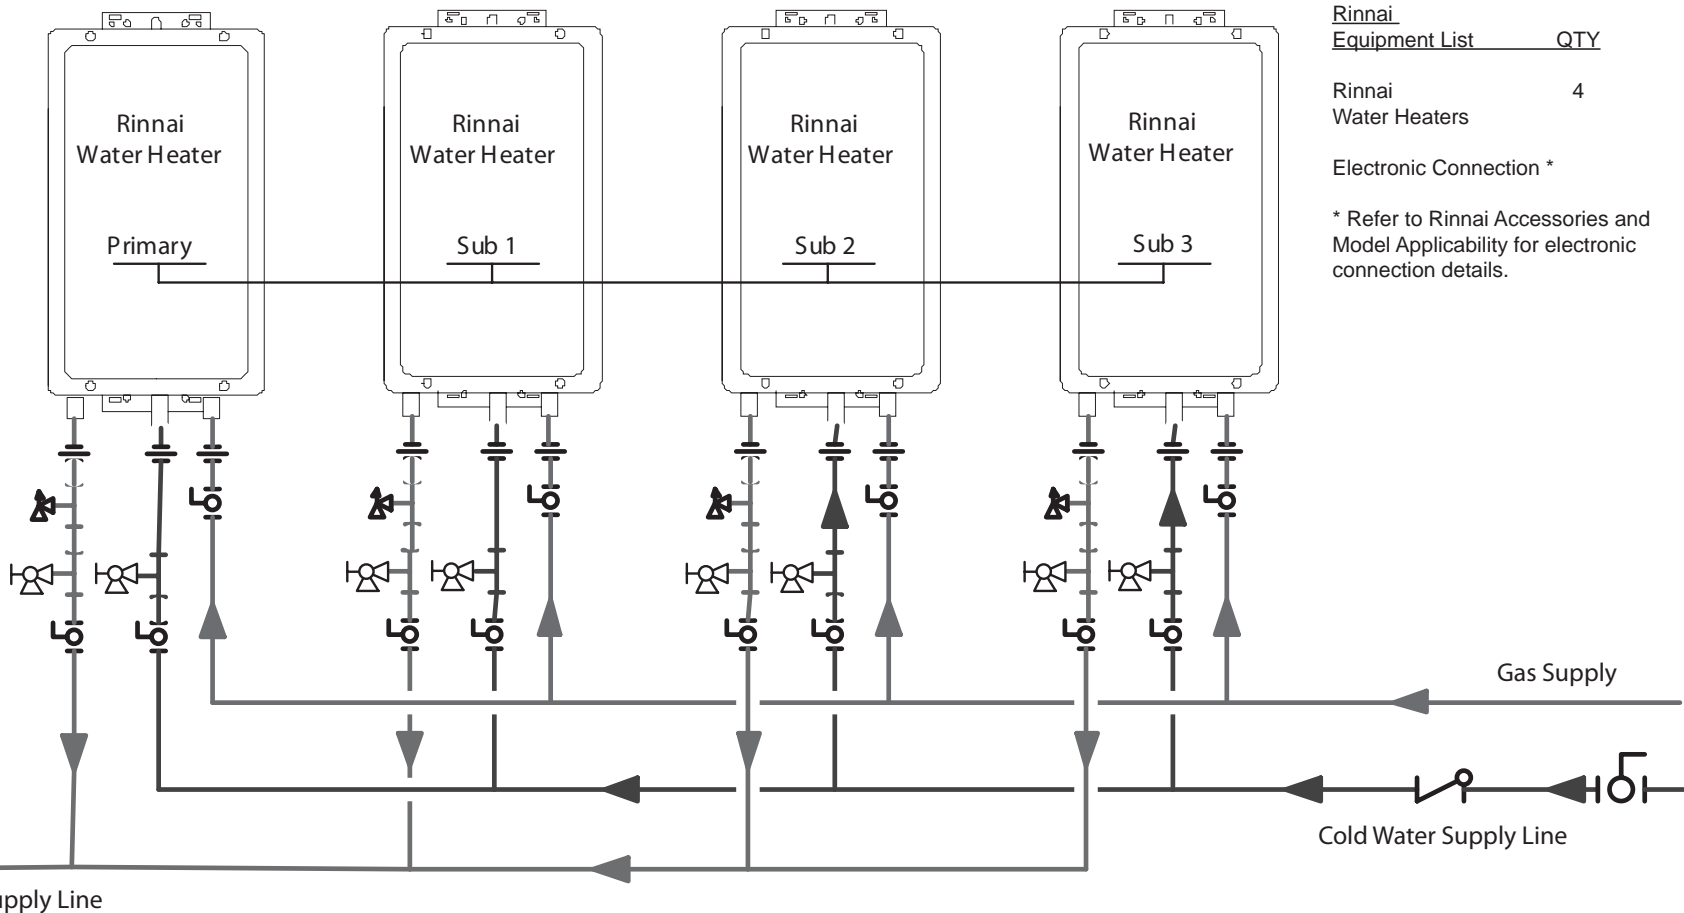 Rinnai
Water Heater
Primary
Rinnai
Water Heater
Sub 1
Rinnai
Water Heater
Sub 2
Rinnai
Water Heater
Sub 3
Rinnai
Equipment List QTY
Rinnai 4
Water Heaters
Electronic Connection *
* Refer to Rinnai Accessories and
Model Applicability for electronic
connection details.
Gas Supply
Cold Water Supply Line
Line